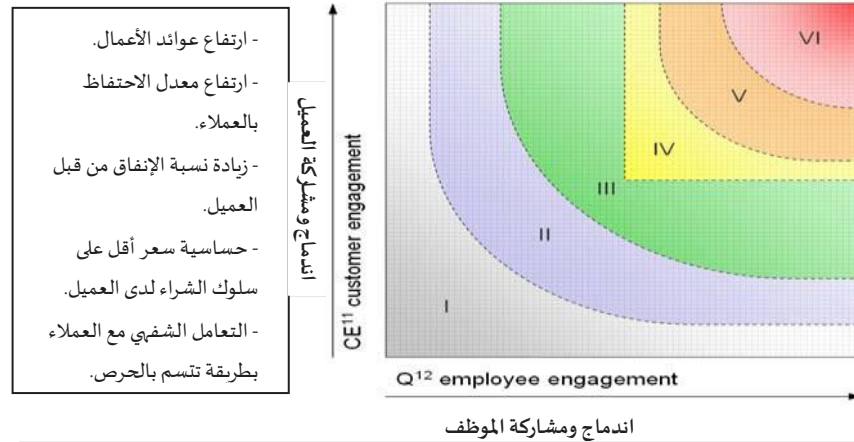 - ارتفاع عوائد الأعمال.
- ارتفاع معدل الاحتفاظ
بالعملاء.
- زيادة نسبة الإنفاق من قبل
العميل.
- حساسية سعر أقل على
سلوك الشراء لدى العميل.
- التعامل الشفهي مع العملاء
بطريقة تتسم بالحرص.
اندماج ومشاركة العميل
CE¹¹ customer engagement
VI
V
IV
III
II
I
Q¹² employee engagement
اندماج ومشاركة الموظف